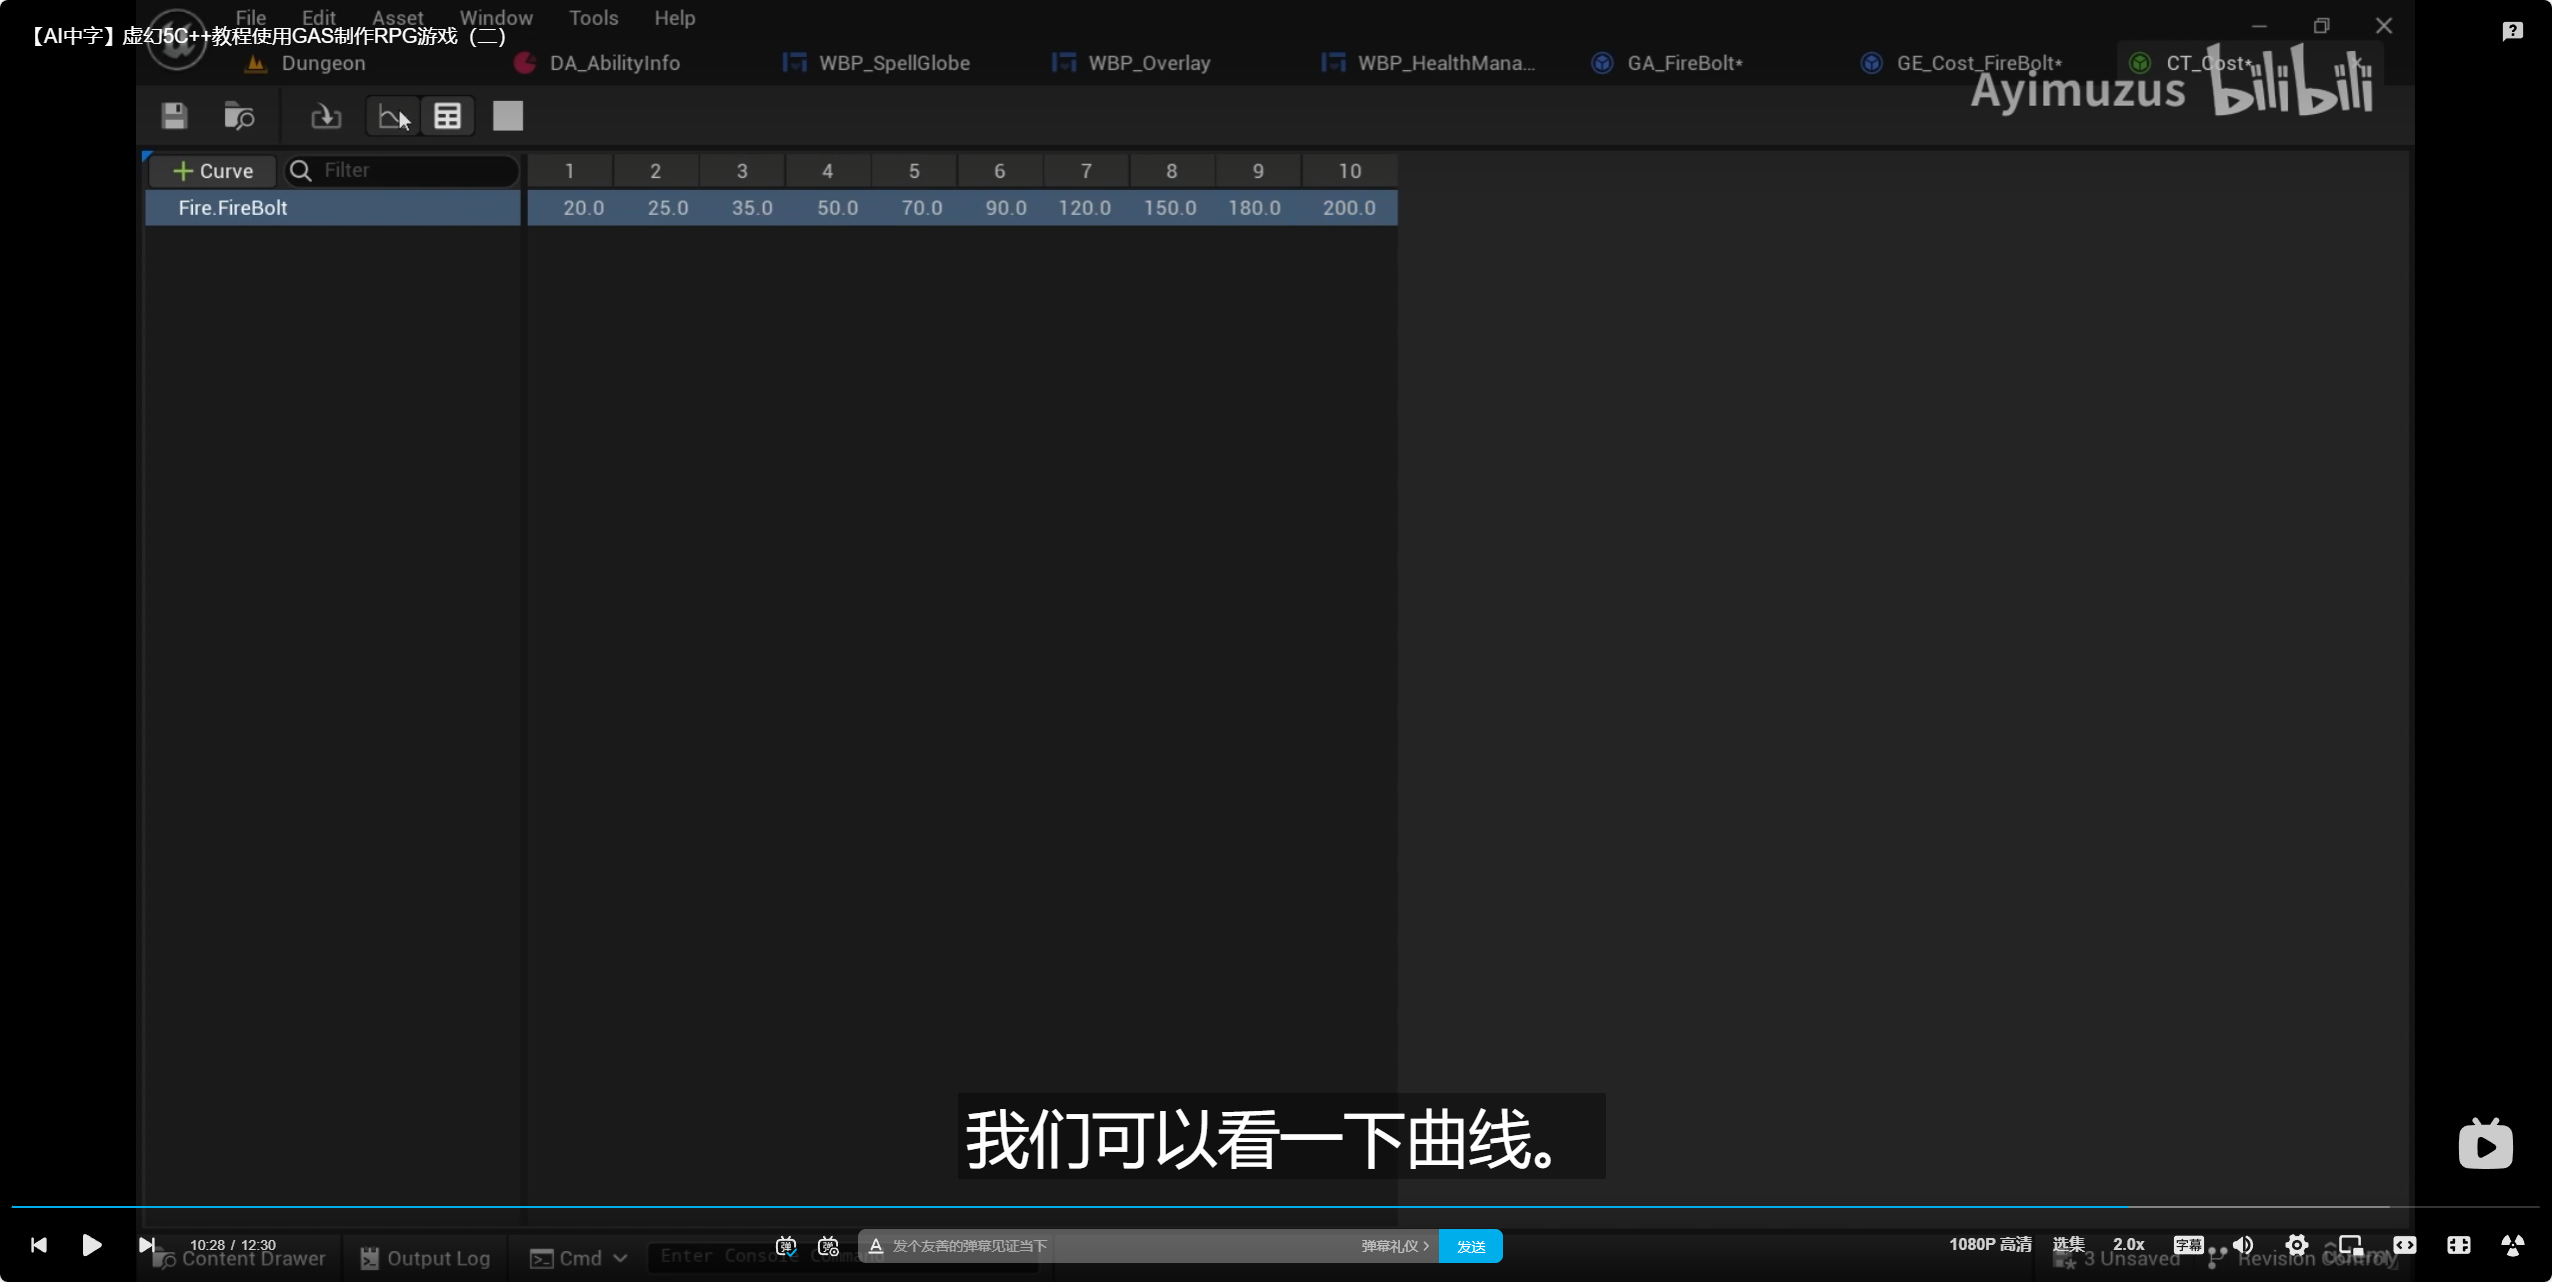 File Edit Asset Window Tools Help
【AI中字】虚幻5C++教程使用GAS制作RPG游戏（二）
Dungeon DA_AbilityInfo WBP_SpellGlobe WBP_Overlay WBP_HealthMana... GA_FireBolt* GE_Cost_FireBolt* CT_Cost*
Ayimuzus bilibili
+ Curve Filter 1 2 3 4 5 6 7 8 9 10
Fire.FireBolt 20.0 25.0 35.0 50.0 70.0 90.0 120.0 150.0 180.0 200.0
我们可以看一下曲线。
10:28 / 12:30 弹 弹 A 发个友善的弹幕见证当下 弹幕礼仪 > 发送 1080P 高清 选集 2.0x 字幕
Content Drawer Output Log Cmd Enter Console Command 3 Unsaved Revision Control